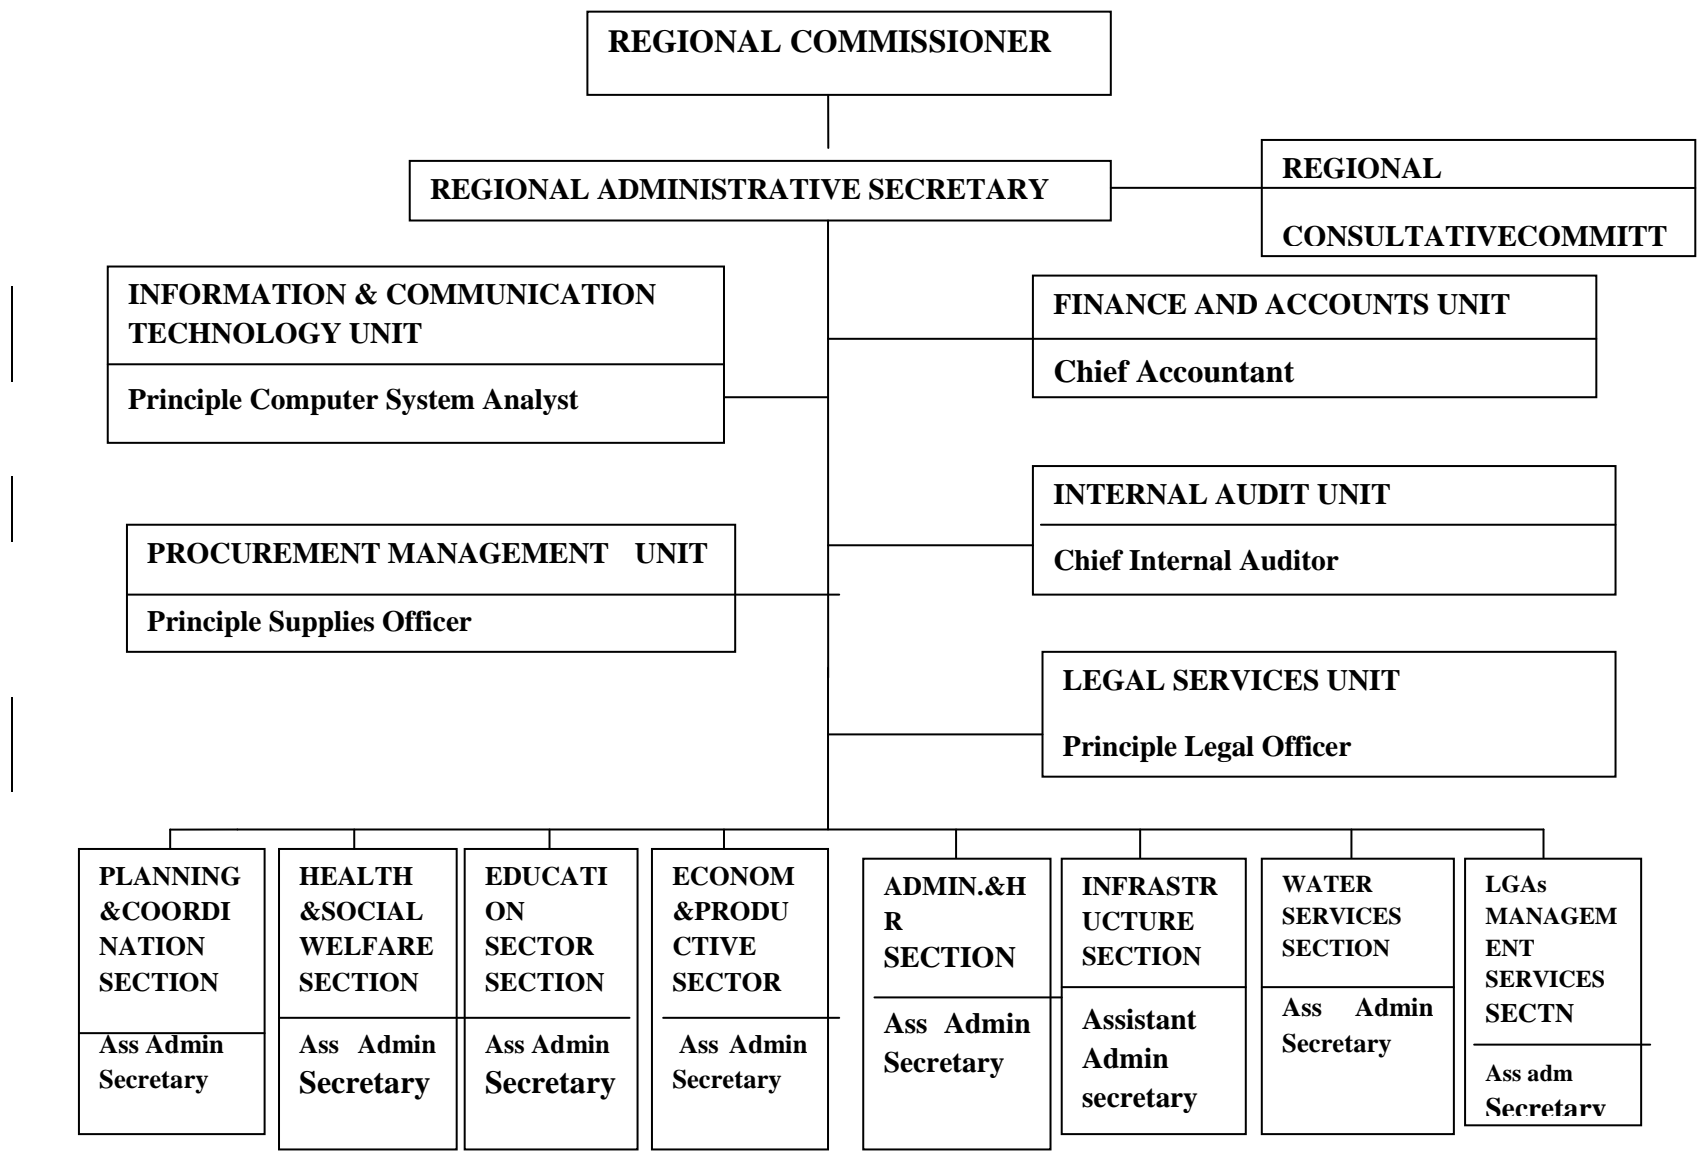 REGIONAL COMMISSIONER
REGIONAL ADMINISTRATIVE SECRETARY
REGIONAL
CONSULTATIVECOMMITT
INFORMATION & COMMUNICATION
TECHNOLOGY UNIT
Principle Computer System Analyst
FINANCE AND ACCOUNTS UNIT
Chief Accountant
INTERNAL AUDIT UNIT
Chief Internal Auditor
PROCUREMENT MANAGEMENT UNIT
Principle Supplies Officer
LEGAL SERVICES UNIT
Principle Legal Officer
PLANNING
&COORDI
NATION
SECTION
Ass Admin
Secretary
HEALTH
&SOCIAL
WELFARE
SECTION
Ass Admin
Secretary
EDUCATI
ON
SECTOR
SECTION
Ass Admin
Secretary
ECONOM
&PRODU
CTIVE
SECTOR
Ass Admin
Secretary
ADMIN.&H
R
SECTION
Ass Admin
Secretary
INFRASTR
UCTURE
SECTION
Assistant
Admin
secretary
WATER
SERVICES
SECTION
Ass Admin
Secretary
LGAs
MANAGEM
ENT
SERVICES
SECTN
Ass adm
Secretary